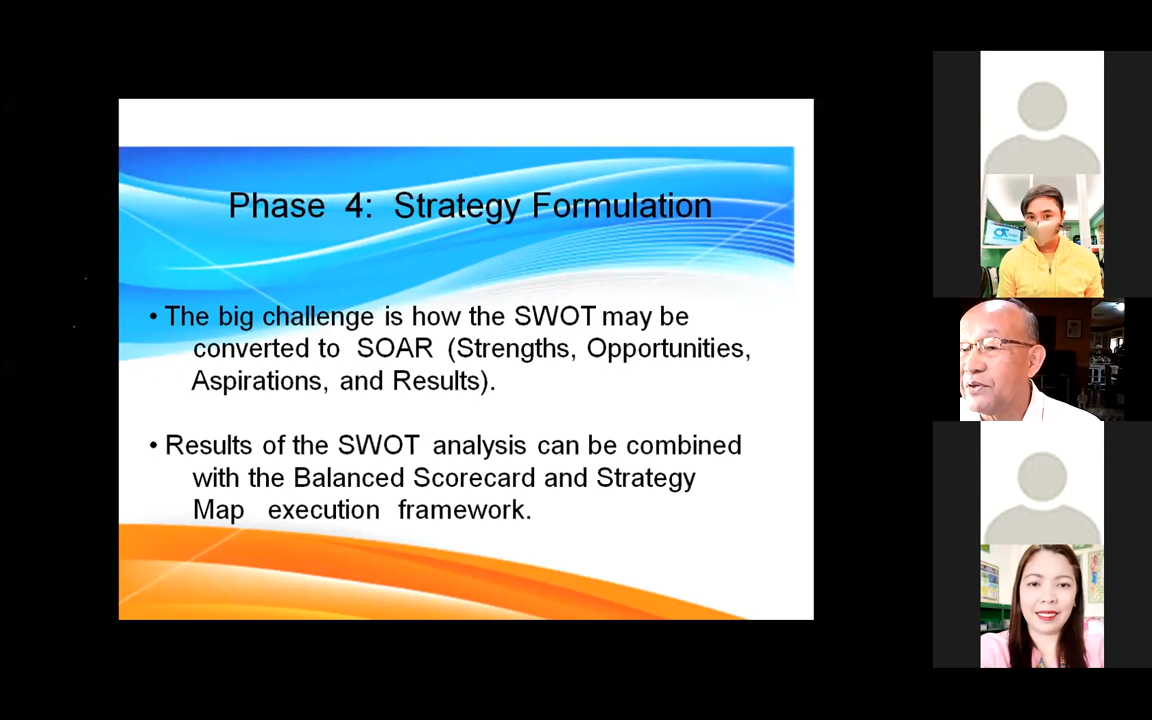 Phase 4: Strategy Formulation
• The big challenge is how the SWOT may be
converted to SOAR (Strengths, Opportunities,
Aspirations, and Results).
• Results of the SWOT analysis can be combined
with the Balanced Scorecard and Strategy
Map execution framework.